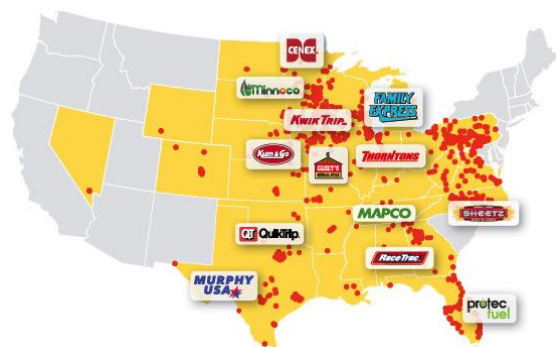 CENEX
Minnoco
FAMILY
EXPRESS
KWIK TRIP
KUM & GO
CASEY'S
THORNTONS
MAPCO
SHEETZ
QT QuikTrip
RaceTrac
MURPHY
USA
protec
fuel